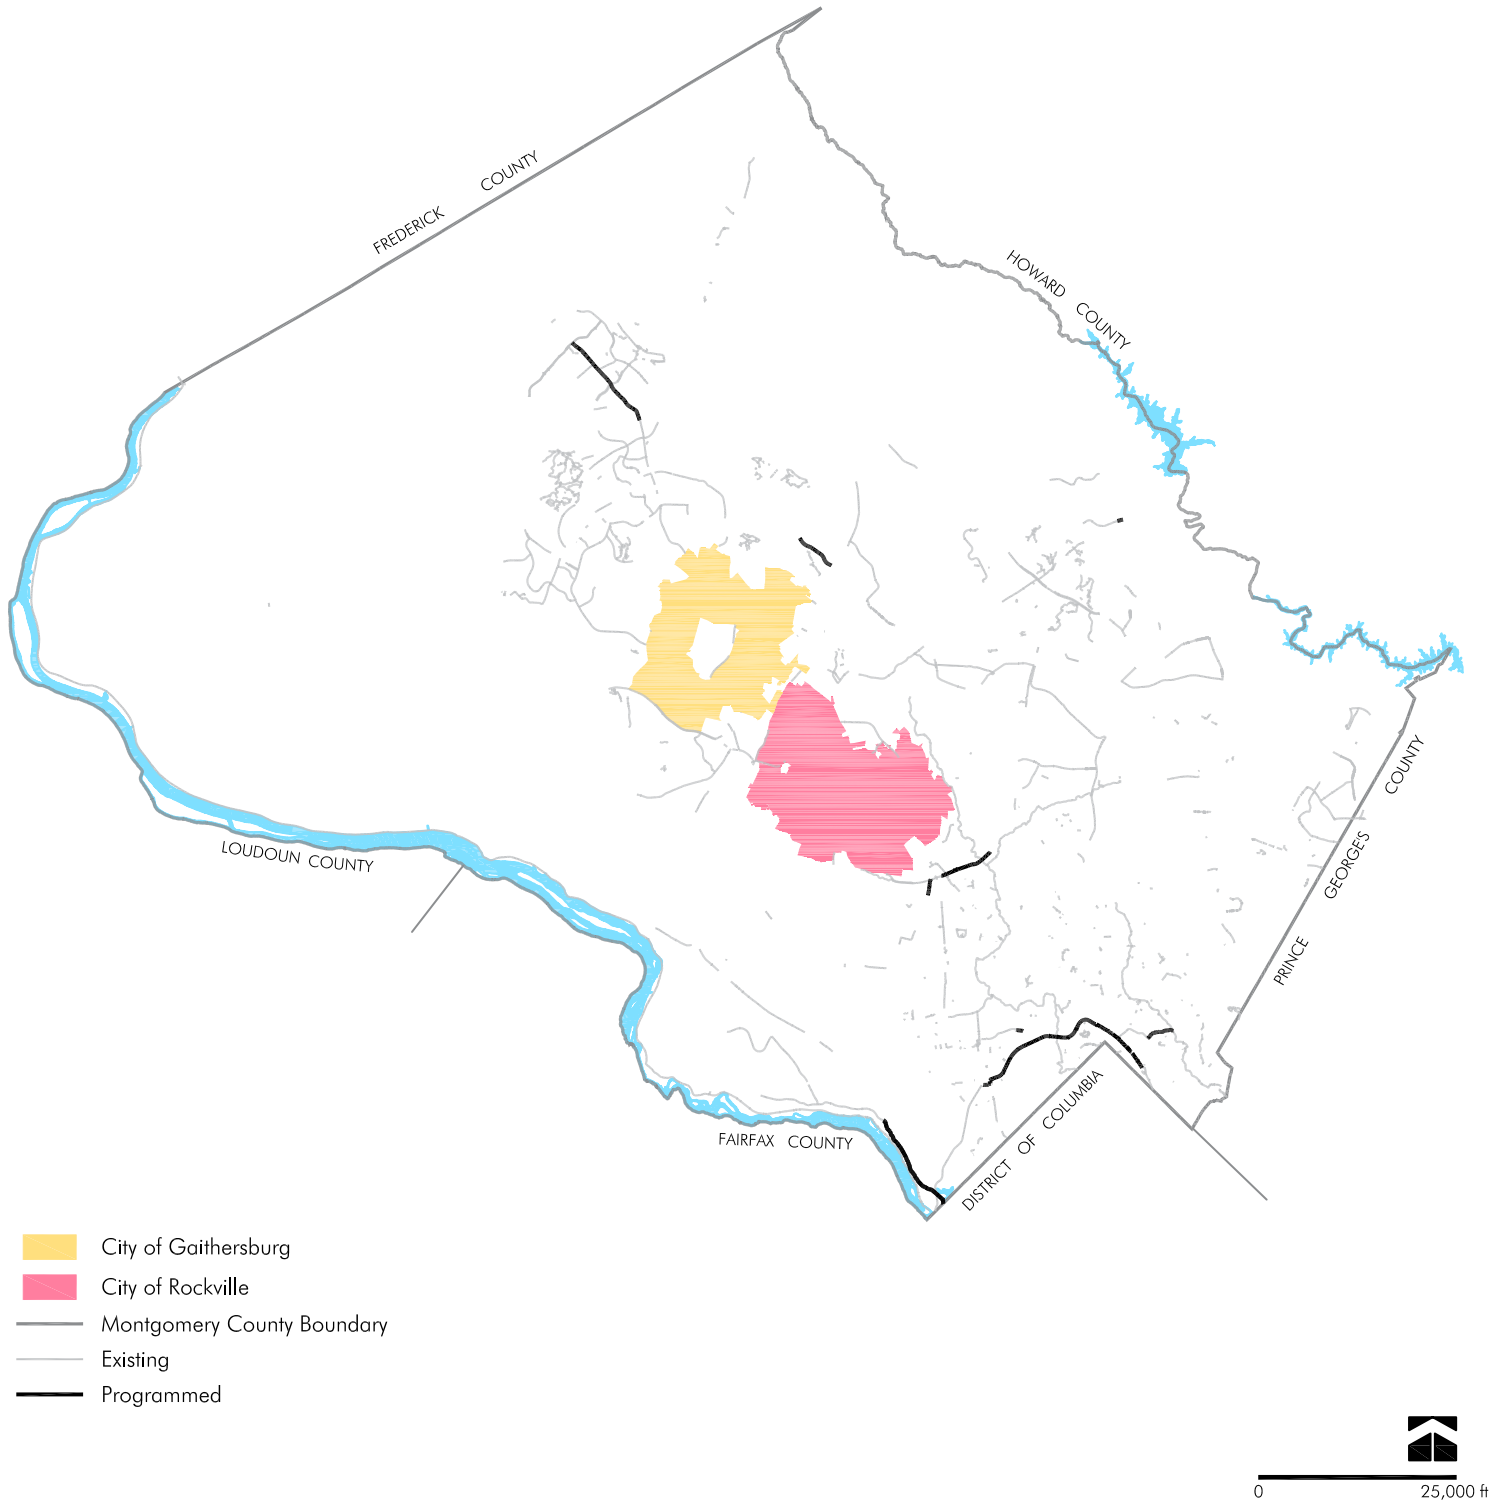 FREDERICK COUNTY
HOWARD COUNTY
PRINCE GEORGE'S COUNTY
LOUDOUN COUNTY
FAIRFAX COUNTY
DISTRICT OF COLUMBIA
City of Gaithersburg
City of Rockville
Montgomery County Boundary
Existing
Programmed
0 25,000 ft